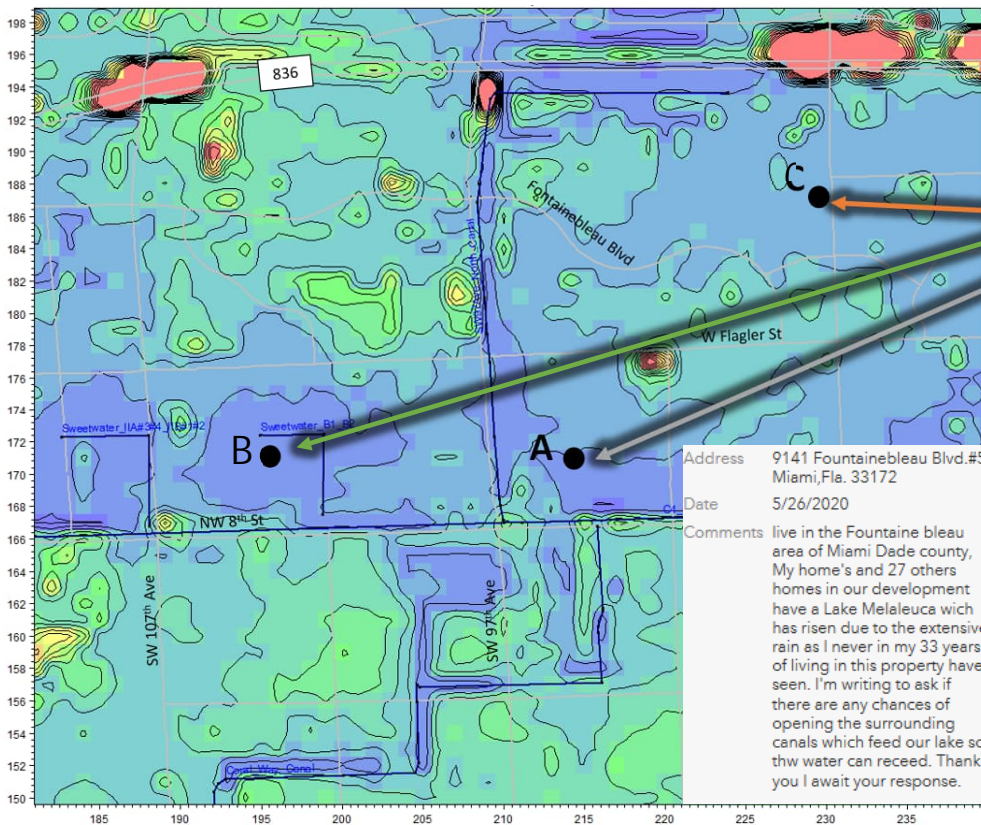 198
196
194
192
190
188
186
184
182
180
178
176
174
172
170
168
166
164
162
160
158
156
154
152
150
836
C
Fontainebleau Blvd
W Flagler St
Sweetwater_B1_B2
B
A
NW 8th St
C4
SW 107th Ave
SW 97th Ave
Coral_Way_Canal
Address 9141 Fountainebleau Blvd.#5
Miami,Fla. 33172
Date 5/26/2020
Comments live in the Fountaine bleau
area of Miami Dade county,
My home's and 27 others
homes in our development
have a Lake Melaleuca wich
has risen due to the extensive
rain as I never in my 33 years
of living in this property have
seen. I'm writing to ask if
there are any chances of
opening the surrounding
canals which feed our lake so
thw water can receed. Thank
you I await your response.
185 190 195 200 205 210 215 220 225 230 235